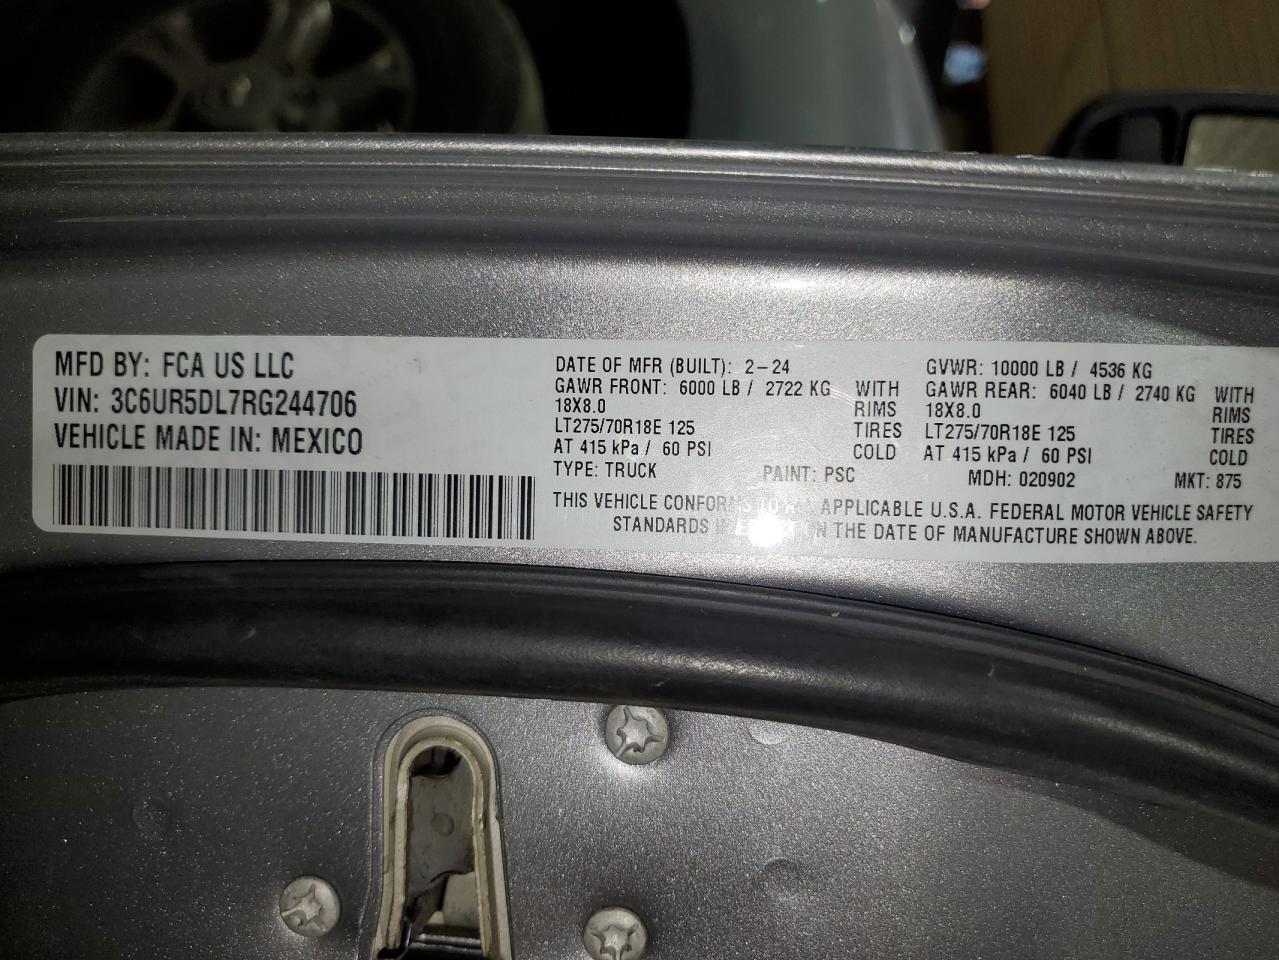 MFD BY: FCA US LLC
VIN: 3C6UR5DL7RG244706
VEHICLE MADE IN: MEXICO
DATE OF MFR (BUILT): 2-24
GVWR: 10000 LB / 4536 KG
GAWR FRONT: 6000 LB / 2722 KG WITH
GAWR REAR: 6040 LB / 2740 KG WITH
18X8.0 RIMS
18X8.0 RIMS
LT275/70R18E 125 TIRES
LT275/70R18E 125 TIRES
AT 415 kPa / 60 PSI COLD
AT 415 kPa / 60 PSI COLD
TYPE: TRUCK PAINT: PSC MDH: 020902 MKT: 875
THIS VEHICLE CONFORMS TO APPLICABLE U.S.A. FEDERAL MOTOR VEHICLE SAFETY
STANDARDS THE DATE OF MANUFACTURE SHOWN ABOVE.